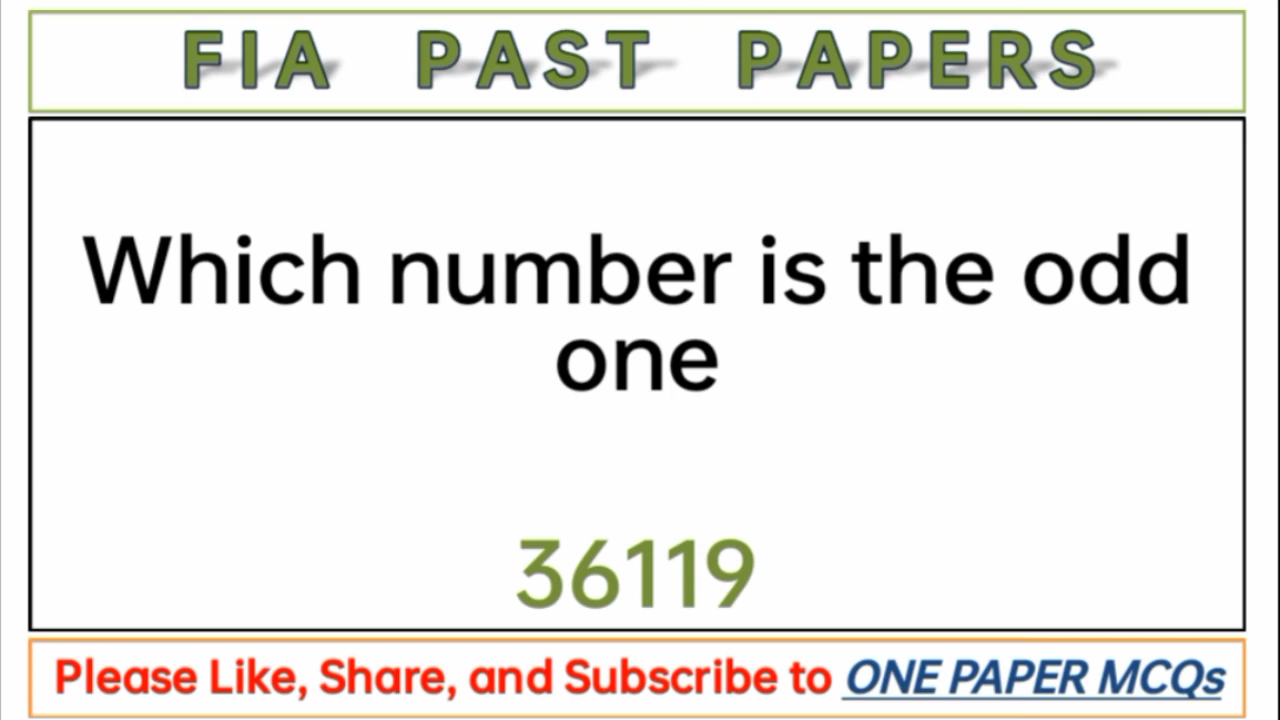 FIA PAST PAPERS
Which number is the odd
one
36119
Please Like, Share, and Subscribe to ONE PAPER MCQs